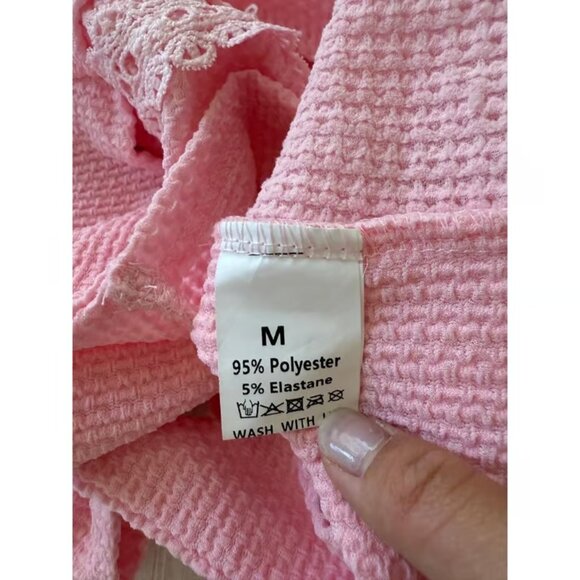 M
95% Polyester
5% Elastane
WASH WITH